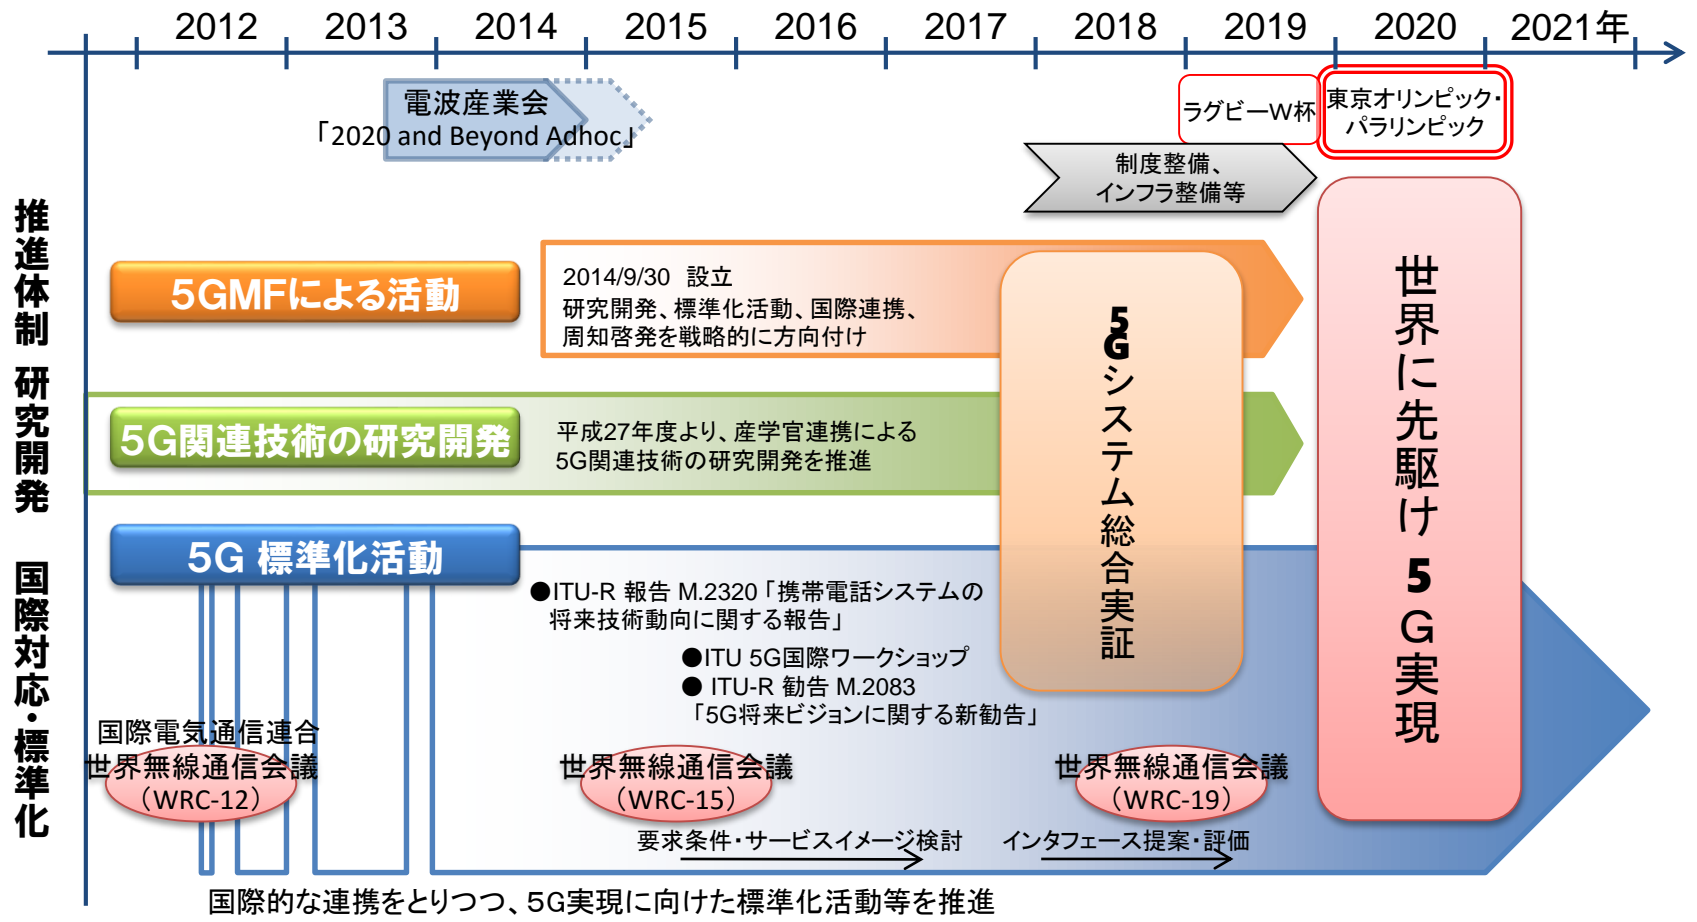 2012 2013 2014 2015 2016 2017 2018 2019 2020 2021年
電波産業会
「2020 and Beyond Adhoc」
ラグビーW杯
東京オリンピック・
パラリンピック
制度整備、
インフラ整備等
推進体制
5GMFによる活動
2014/9/30 設立
研究開発、標準化活動、国際連携、
周知啓発を戦略的に方向付け
研究開発
5G関連技術の研究開発
平成27年度より、産学官連携による
5G関連技術の研究開発を推進
5Gシステム総合実証
世界に先駆け5G実現
国際対応・標準化
5G 標準化活動
●ITU-R 報告 M.2320 「携帯電話システムの
将来技術動向に関する報告」
●ITU 5G国際ワークショップ
● ITU-R 勧告 M.2083
「5G将来ビジョンに関する新勧告」
国際電気通信連合
世界無線通信会議
（WRC-12）
世界無線通信会議
（WRC-15）
世界無線通信会議
（WRC-19）
要求条件・サービスイメージ検討
インタフェース提案・評価
国際的な連携をとりつつ、5G実現に向けた標準化活動等を推進